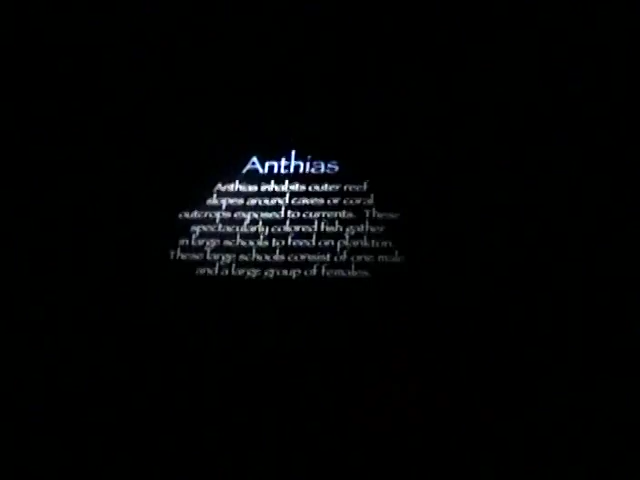 Anthias
Anthias inhabits outer reef
slopes around caves or coral
outcrops exposed to currents. These
spectacularly colored fish gather
in large schools to feed on plankton.
These large schools consist of one male
and a large group of females.